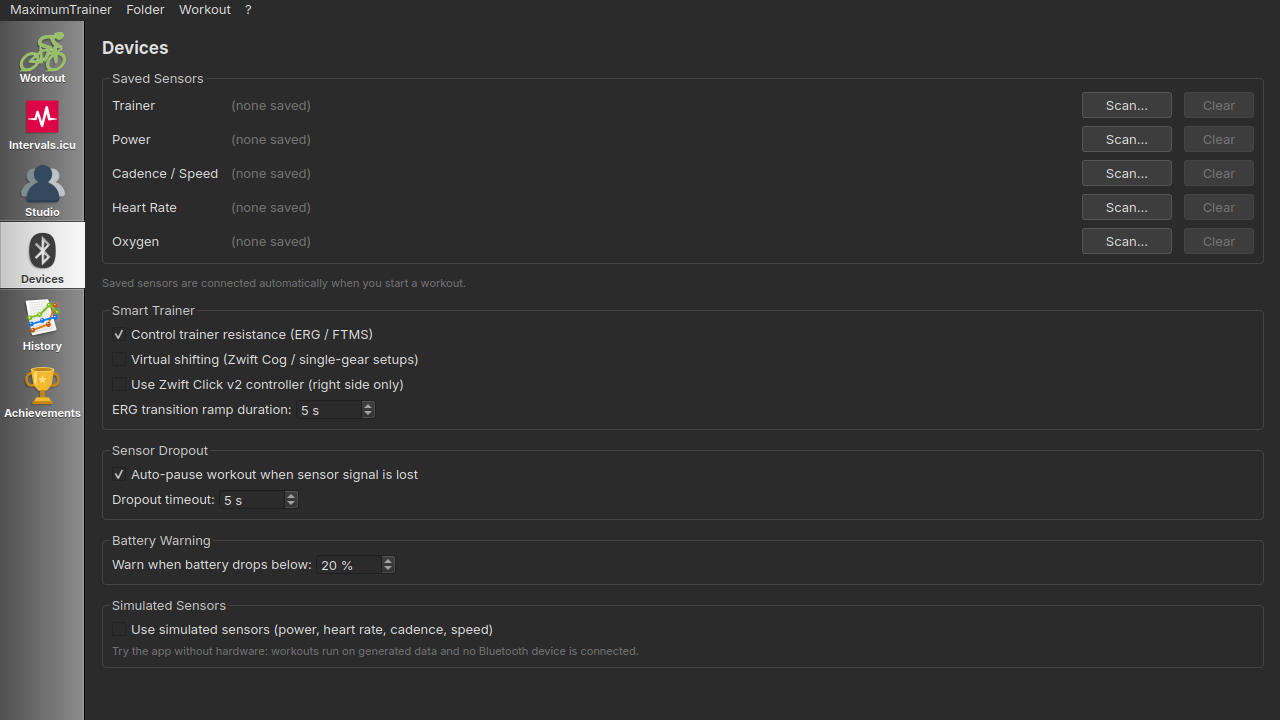 MaximumTrainer Folder Workout ?
Workout
Intervals.icu
Studio
Devices
History
Achievements
Devices
Saved Sensors
Trainer (none saved) Scan... Clear
Power (none saved) Scan... Clear
Cadence / Speed (none saved) Scan... Clear
Heart Rate (none saved) Scan... Clear
Oxygen (none saved) Scan... Clear
Saved sensors are connected automatically when you start a workout.
Smart Trainer
Control trainer resistance (ERG / FTMS)
Virtual shifting (Zwift Cog / single-gear setups)
Use Zwift Click v2 controller (right side only)
ERG transition ramp duration: 5 s
Sensor Dropout
Auto-pause workout when sensor signal is lost
Dropout timeout: 5 s
Battery Warning
Warn when battery drops below: 20 %
Simulated Sensors
Use simulated sensors (power, heart rate, cadence, speed)
Try the app without hardware: workouts run on generated data and no Bluetooth device is connected.